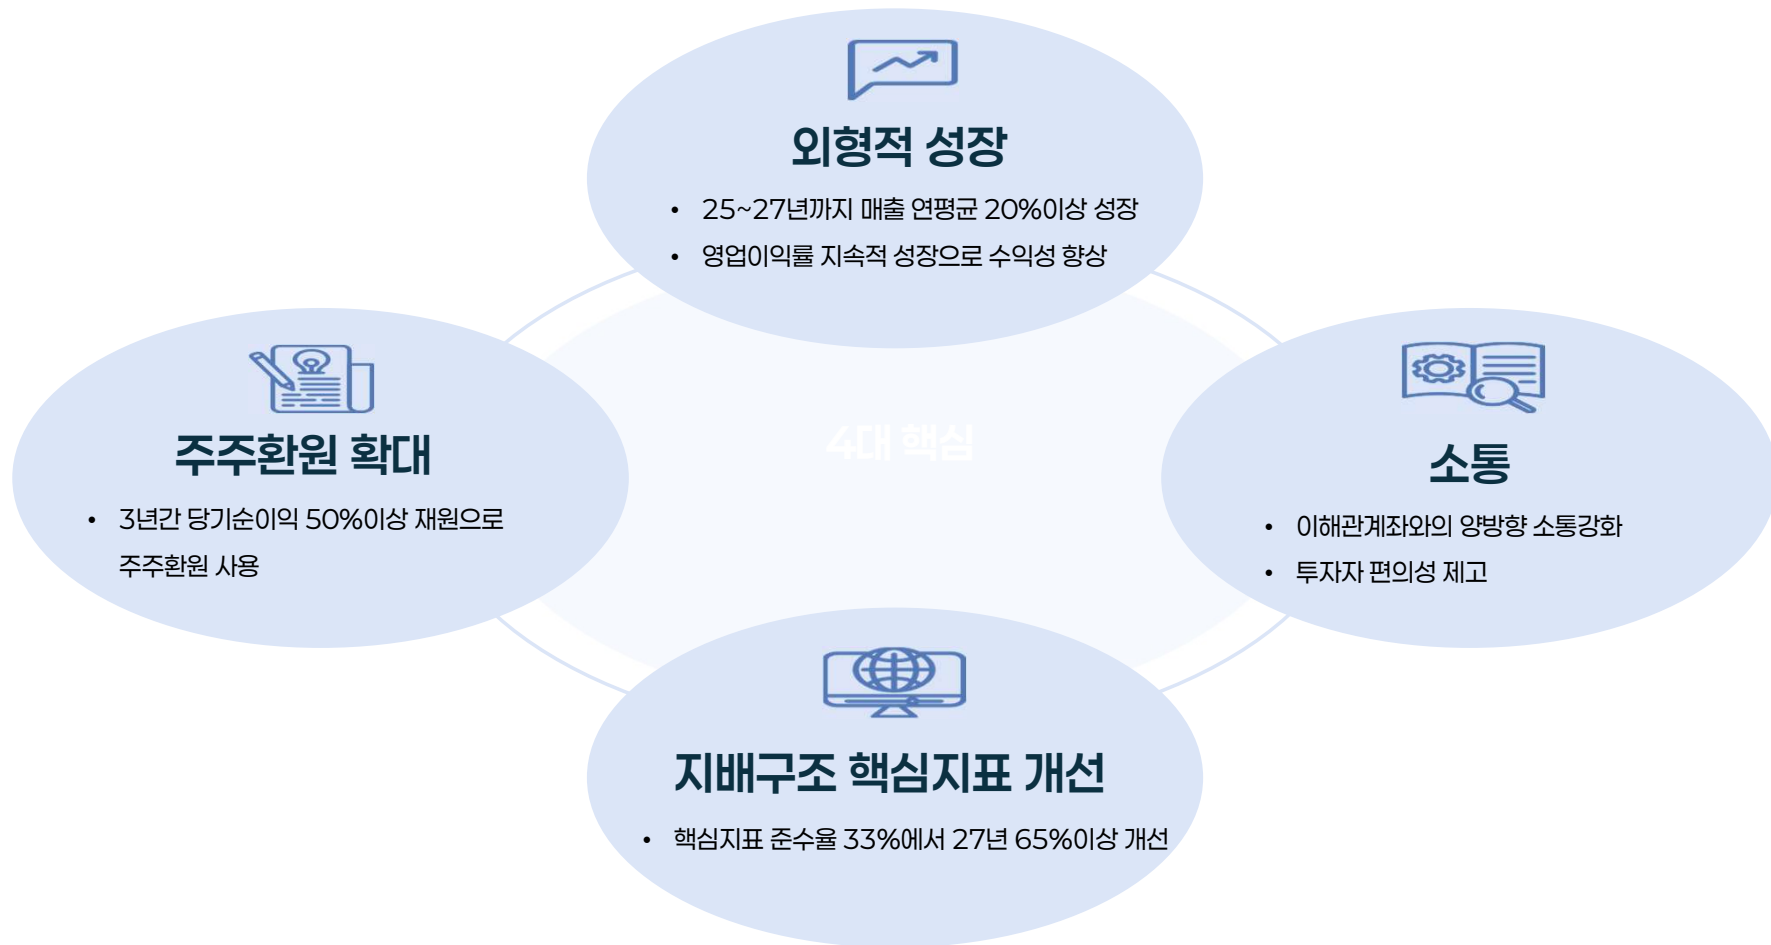 외형적 성장
• 25~27년까지 매출 연평균 20%이상 성장
• 영업이익률 지속적 성장으로 수익성 향상
주주환원 확대
• 3년간 당기순이익 50%이상 재원으로
주주환원 사용
4대 핵심
소통
• 이해관계좌와의 양방향 소통강화
• 투자자 편의성 제고
지배구조 핵심지표 개선
• 핵심지표 준수율 33%에서 27년 65%이상 개선